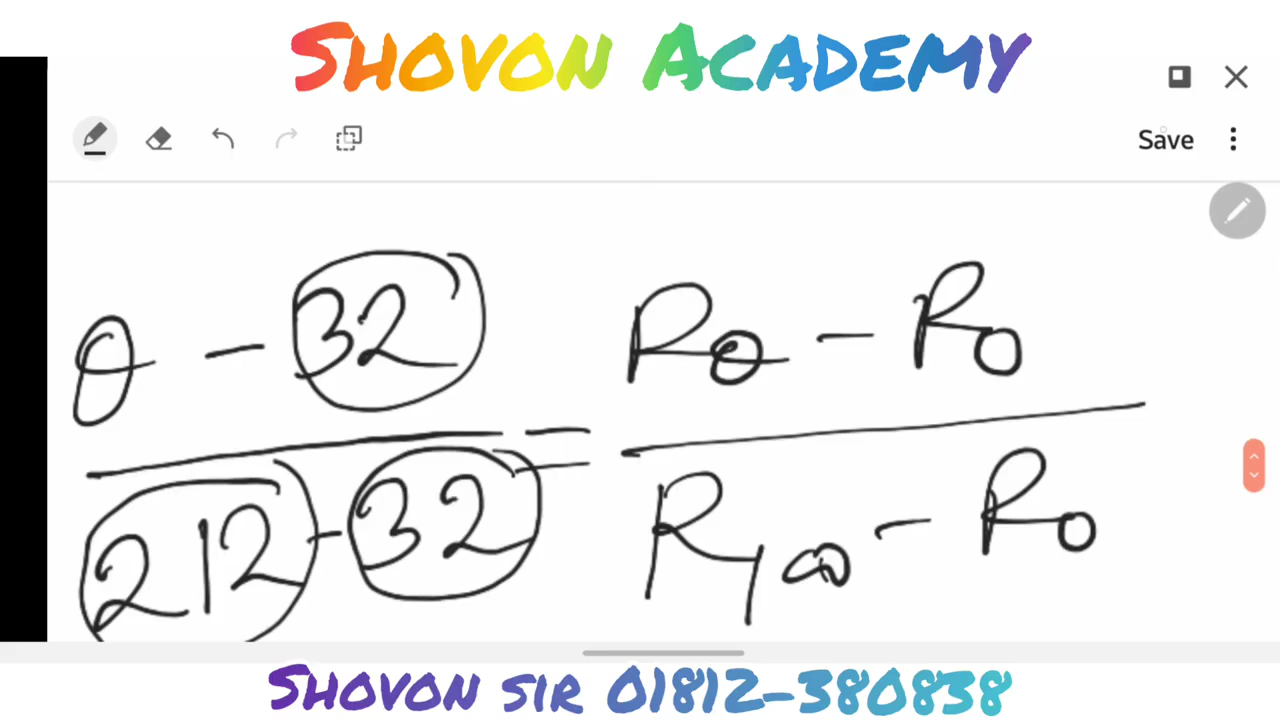 SHOVON ACADEMY
Save
θ - 32 = Rθ - R0
212 - 32 R100 - R0
SHOVON SIR 01812-380838